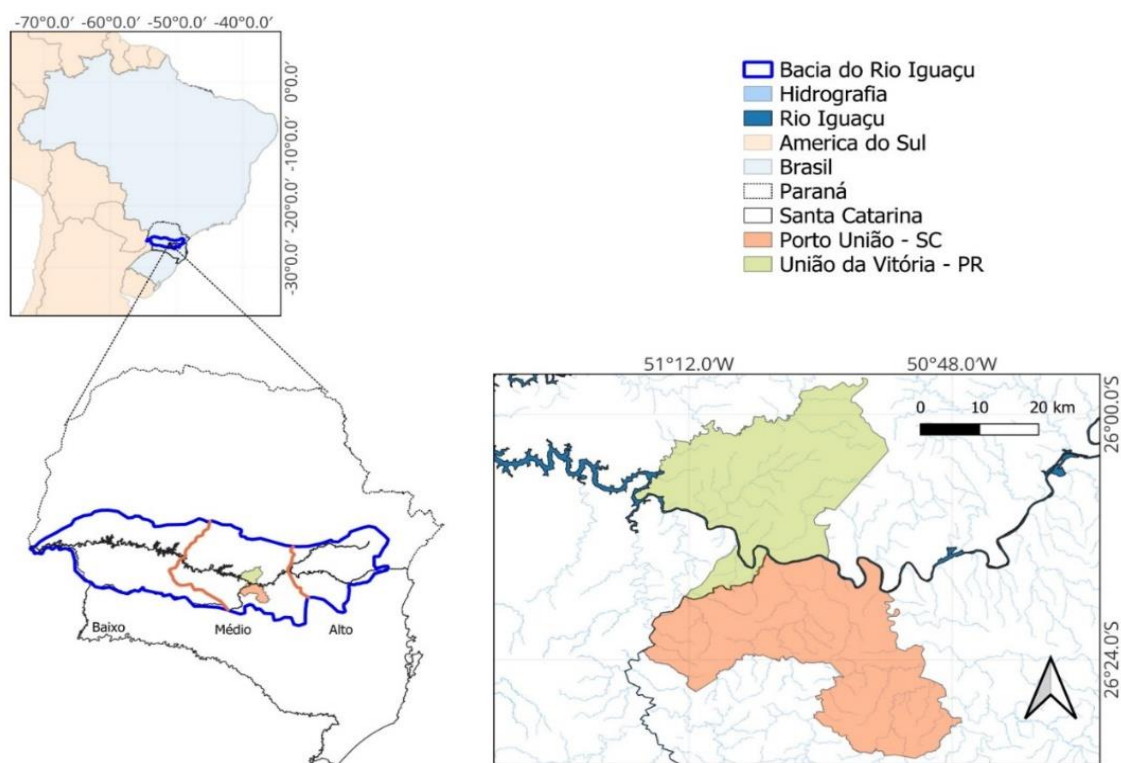 -70°0.0′ -60°0.0′ -50°0.0′ -40°0.0′
0°0.0′
-10°0.0′
-20°0.0′
-30°0.0′
Bacia do Rio Iguaçu
Hidrografia
Rio Iguaçu
America do Sul
Brasil
Paraná
Santa Catarina
Porto União - SC
União da Vitória - PR
Baixo Médio Alto
51°12.0′W 50°48.0′W
0 10 20 km
26°00.0′S
26°24.0′S